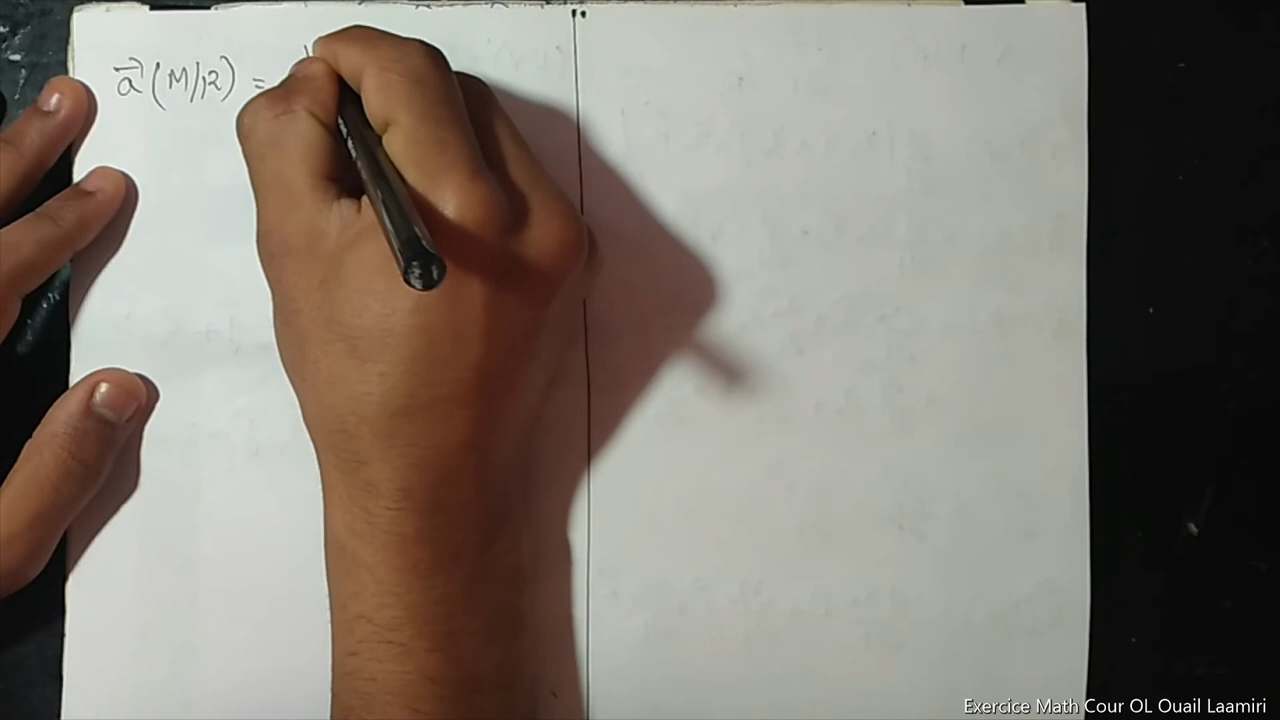 a⃗ (M/R) =
Exercice Math Cour OL Ouail Laamiri